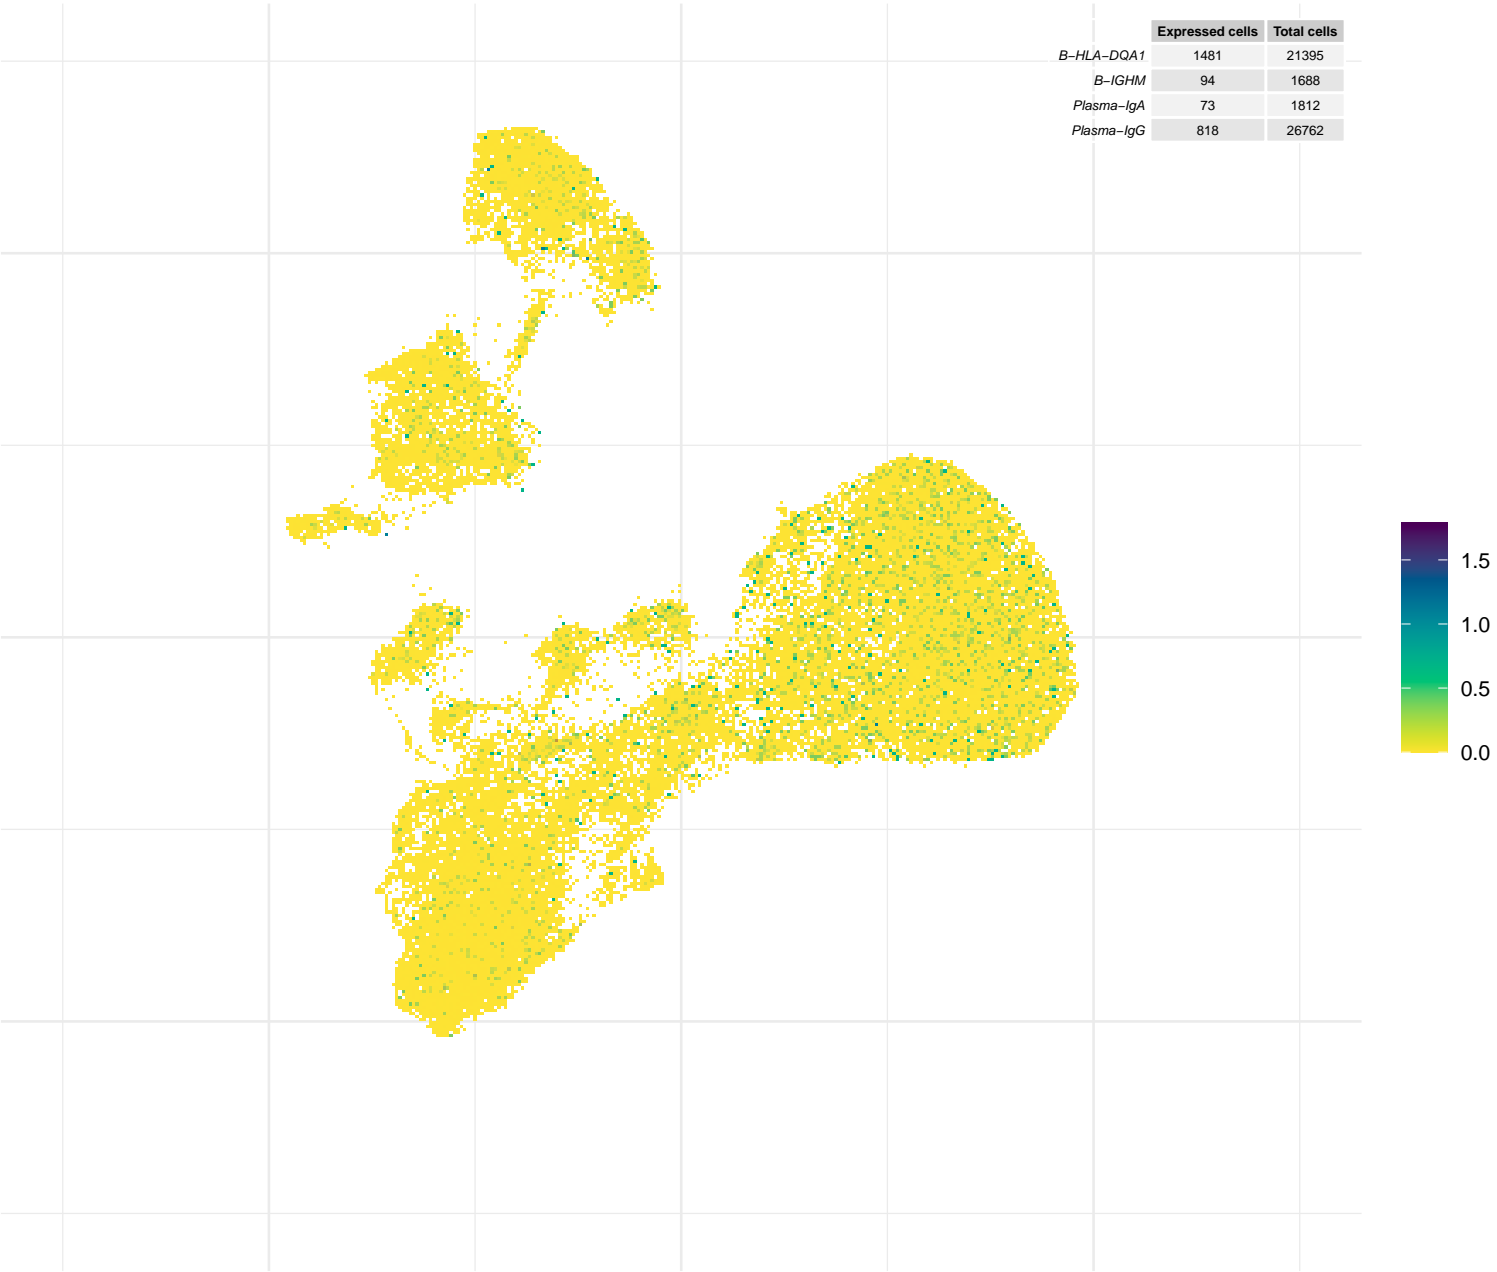 Expressed cells Total cells
B−HLA−DQA1 1481 21395
B−IGHM 94 1688
Plasma−IgA 73 1812
Plasma−IgG 818 26762
1.5
1.0
0.5
0.0